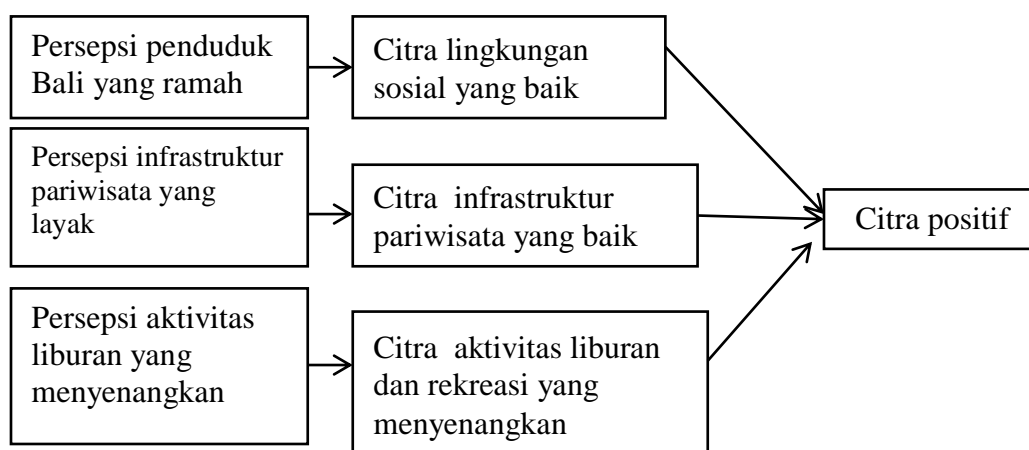 Persepsi penduduk
Bali yang ramah
Citra lingkungan
sosial yang baik
Persepsi infrastruktur
pariwisata yang
layak
Citra infrastruktur
pariwisata yang baik
Citra positif
Persepsi aktivitas
liburan yang
menyenangkan
Citra aktivitas liburan
dan rekreasi yang
menyenangkan